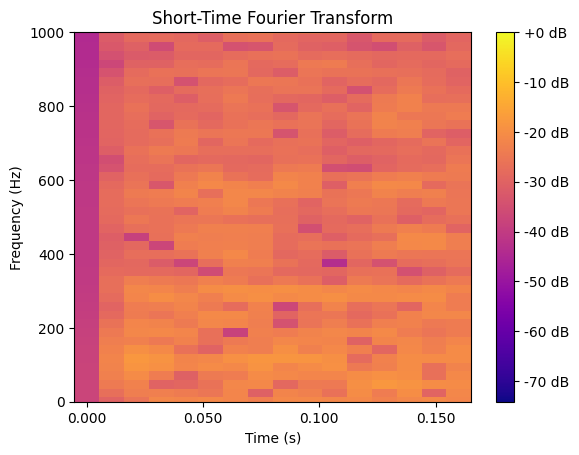 Short-Time Fourier Transform
1000
800
600
400
200
0
Frequency (Hz)
0.000
0.050
0.100
0.150
Time (s)
+0 dB
-10 dB
-20 dB
-30 dB
-40 dB
-50 dB
-60 dB
-70 dB